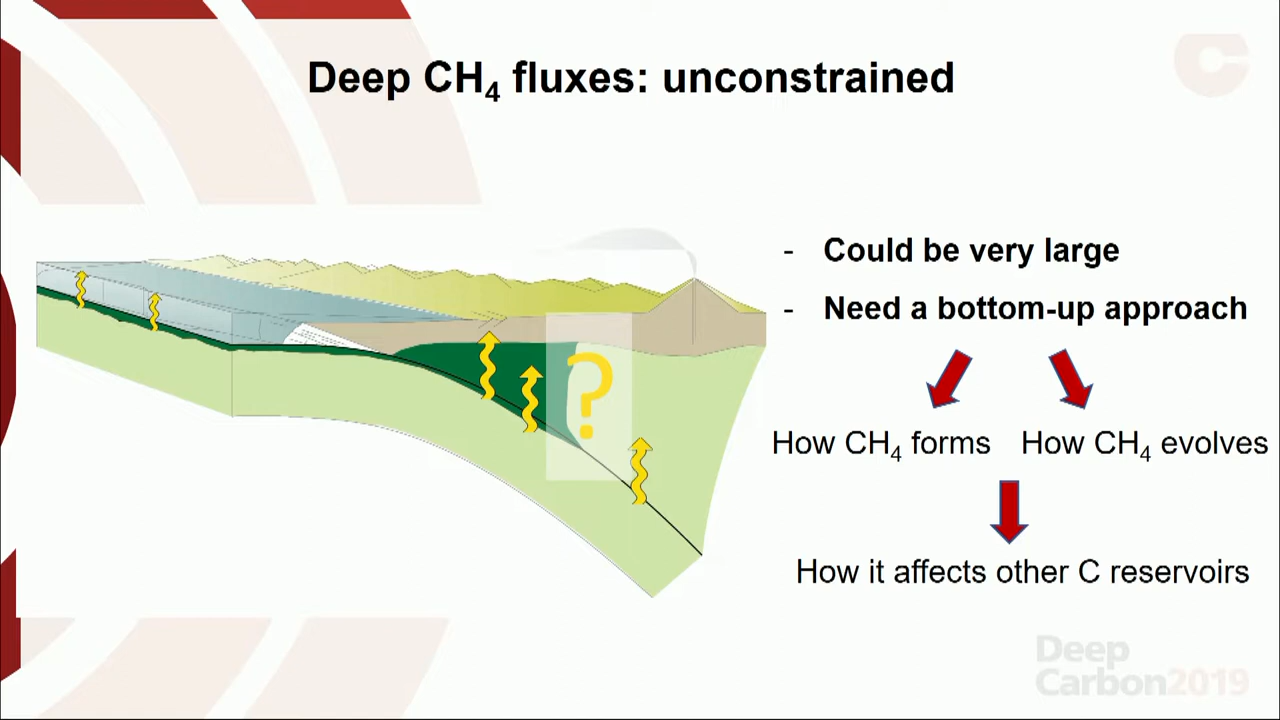 Deep CH₄ fluxes: unconstrained
- Could be very large
- Need a bottom-up approach
?
How CH₄ forms How CH₄ evolves
How it affects other C reservoirs
Deep
Carbon2019